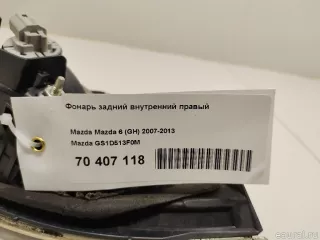 Фонарь задний внутренний правый
Mazda Mazda 6 (GH) 2007-2013
Mazda GS1D513F0M
70 407 118